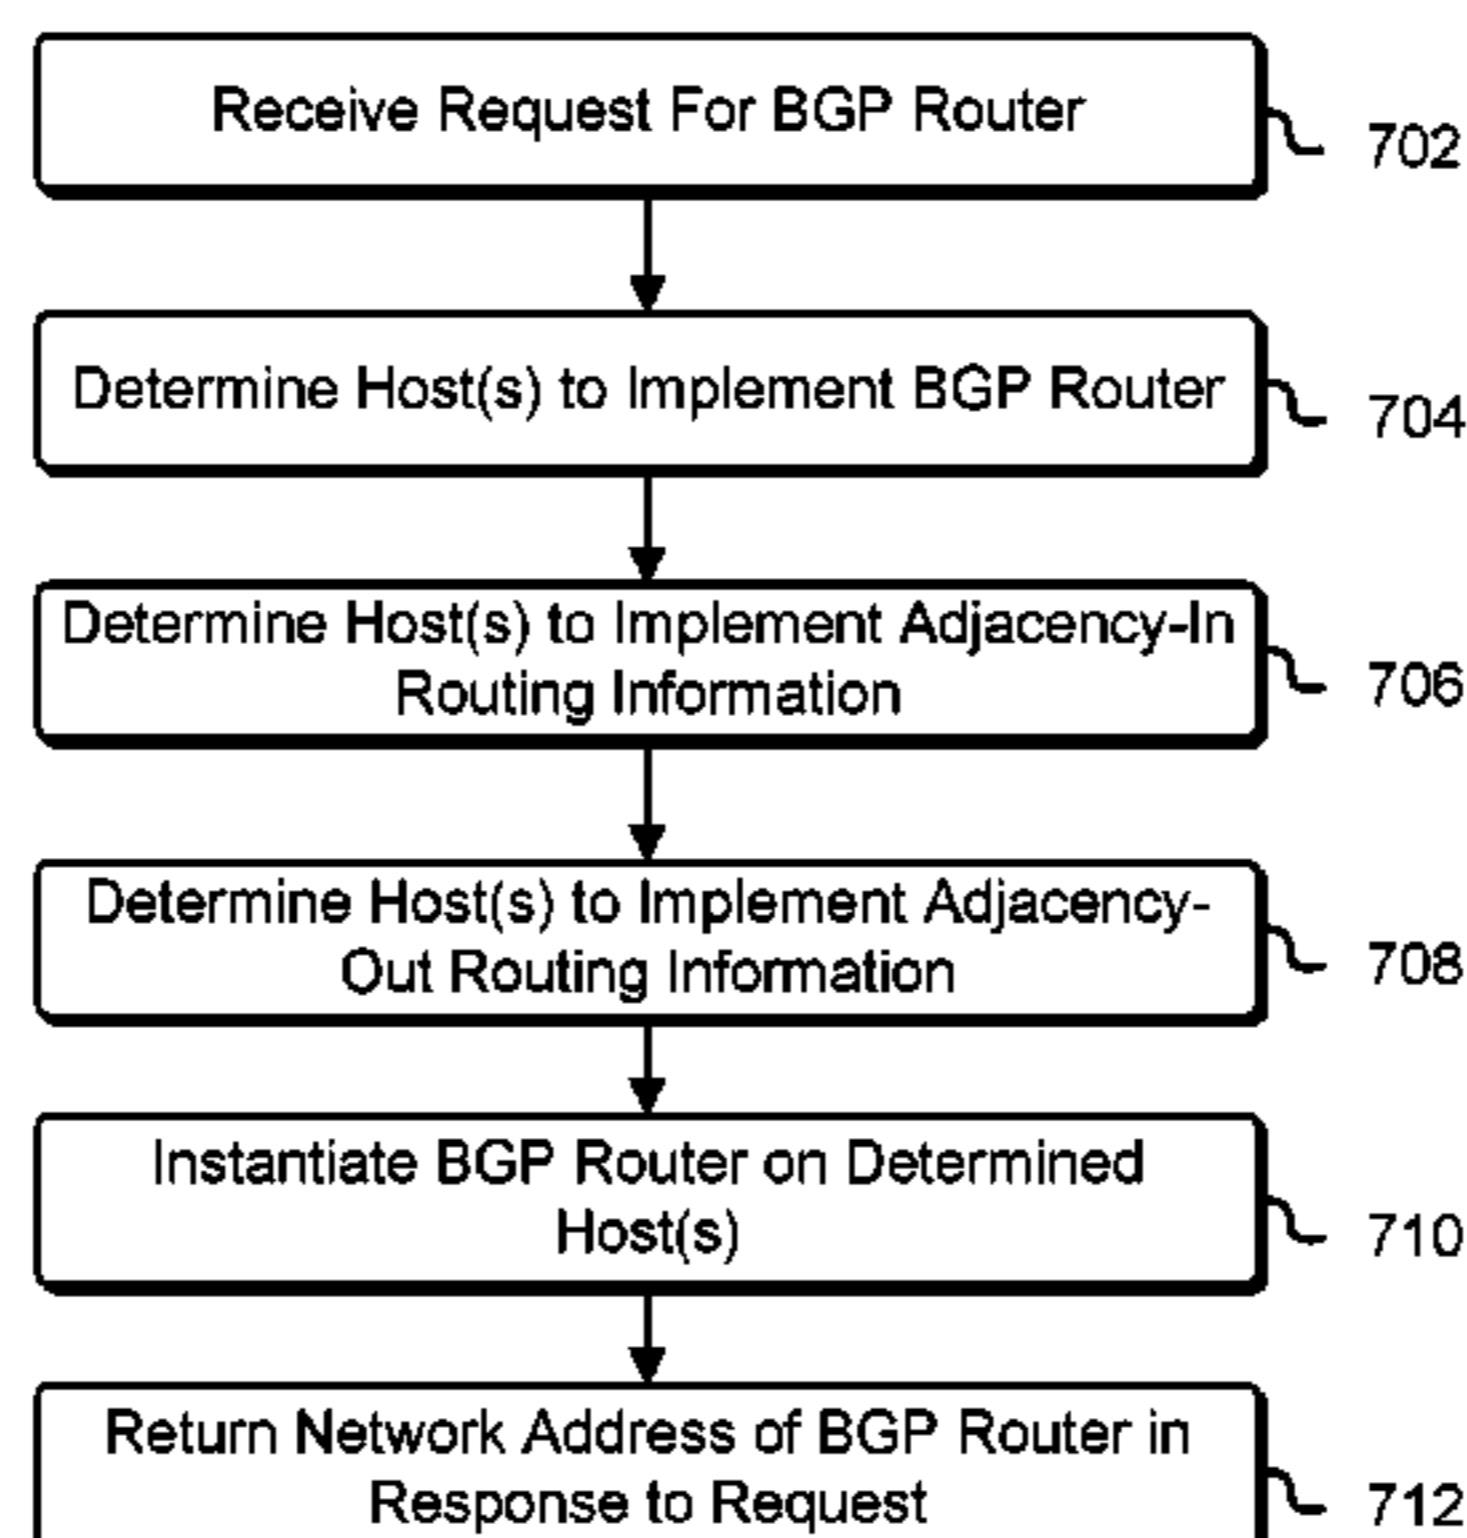 Receive Request For BGP Router
702
Determine Host(s) to Implement BGP Router
704
Determine Host(s) to Implement Adjacency-In
Routing Information
706
Determine Host(s) to Implement Adjacency-
Out Routing Information
708
Instantiate BGP Router on Determined
Host(s)
710
Return Network Address of BGP Router in
Response to Request
712